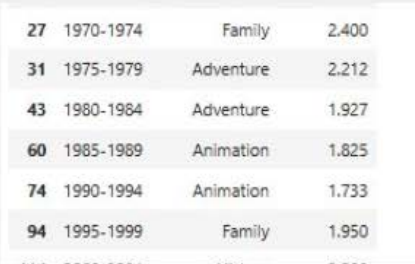 27 1970-1974 Family 2.400
31 1975-1979 Adventure 2.212
43 1980-1984 Adventure 1.927
60 1985-1989 Animation 1.825
74 1990-1994 Animation 1.733
94 1995-1999 Family 1.950